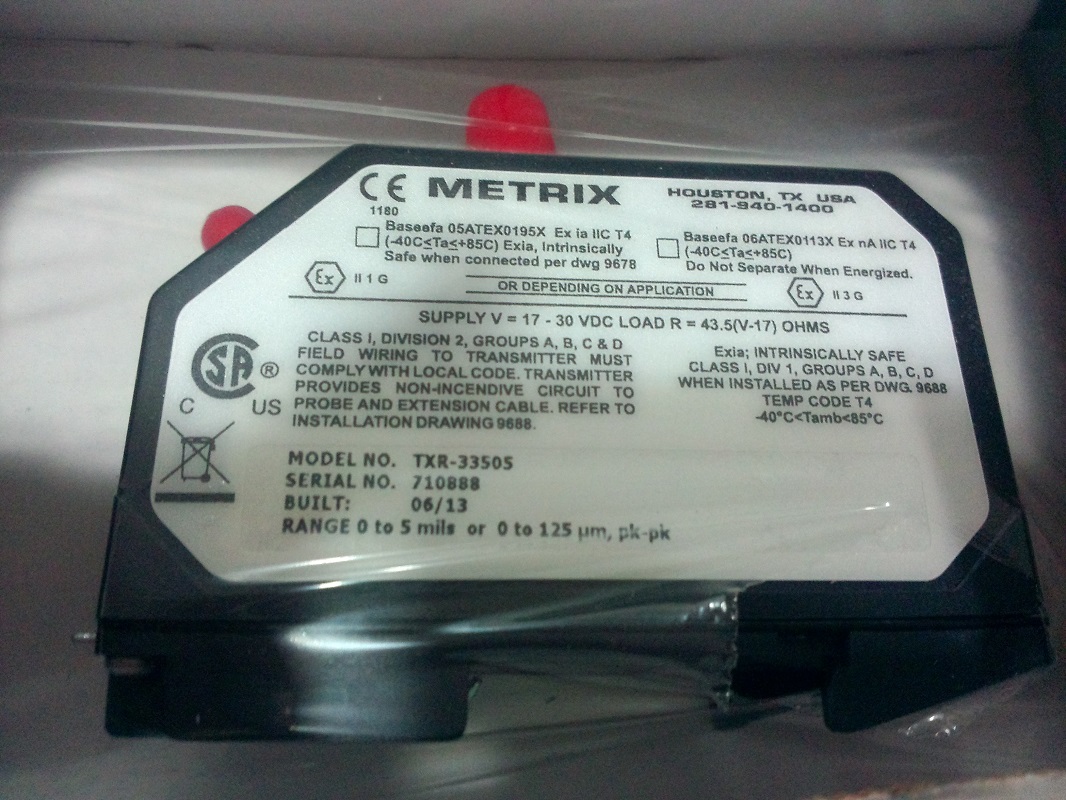 CE METRIX
1180
HOUSTON, TX USA
281-940-1400
Baseefa 05ATEX0195X Ex ia IIC T4
(-40C≤Ta≤+85C) Exia, Intrinsically
Safe when connected per dwg 9678
Ex II 1 G
Baseefa 06ATEX0113X Ex nA IIC T4
(-40C≤Ta≤+85C)
Do Not Separate When Energized.
OR DEPENDING ON APPLICATION
Ex II 3 G
SUPPLY V = 17 - 30 VDC LOAD R = 43.5(V-17) OHMS
CSA ®
C US
CLASS I, DIVISION 2, GROUPS A, B, C & D
FIELD WIRING TO TRANSMITTER MUST
COMPLY WITH LOCAL CODE. TRANSMITTER
PROVIDES NON-INCENDIVE CIRCUIT TO
PROBE AND EXTENSION CABLE. REFER TO
INSTALLATION DRAWING 9688.
Exia; INTRINSICALLY SAFE
CLASS I, DIV 1, GROUPS A, B, C, D
WHEN INSTALLED AS PER DWG. 9688
TEMP CODE T4
-40°C<Tamb<85°C
MODEL NO. TXR-33505
SERIAL NO. 710888
BUILT: 06/13
RANGE 0 to 5 mils or 0 to 125 µm, pk-pk